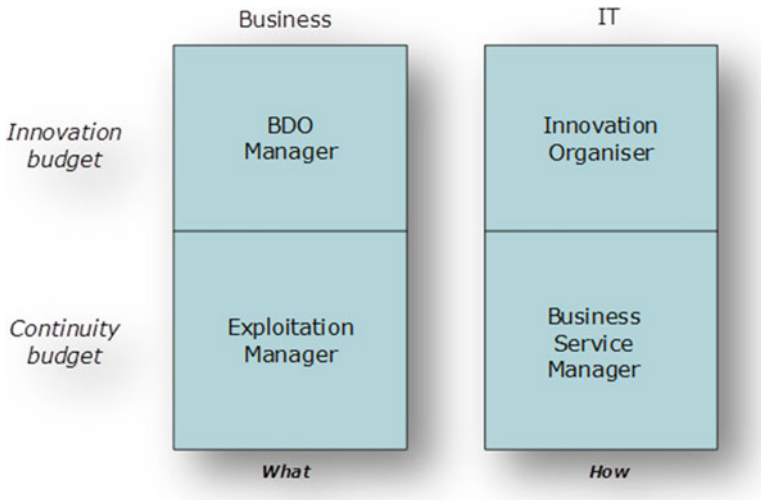 Business
IT
Innovation
budget
BDO
Manager
Innovation
Organiser
Continuity
budget
Exploitation
Manager
Business
Service
Manager
What
How